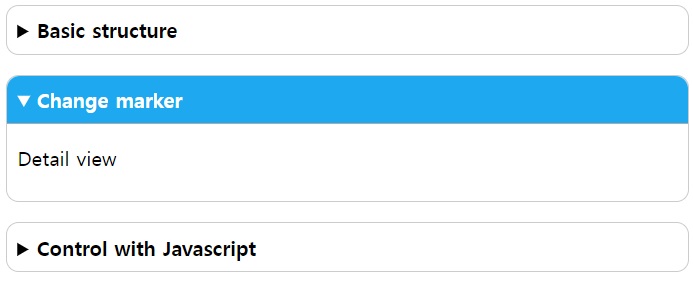 Basic structure
Change marker
Detail view
Control with Javascript